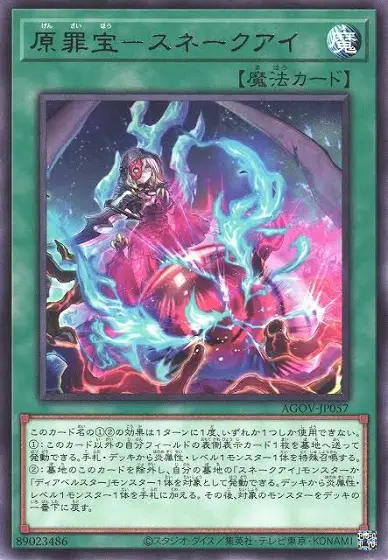 原罪宝－スネークアイ
魔
【魔法カード】
AGOV-JP057
このカード名の①②の効果は1ターンに1度、いずれか1つしか使用できない。
①：このカード以外の自分フィールドの表側表示カード1枚を墓地へ送って
発動できる。手札・デッキから炎属性・レベル1モンスター1体を特殊召喚する。
②：墓地のこのカードを除外し、自分の墓地の「スネークアイ」モンスターか
「ディアベルスター」モンスター1体を対象として発動できる。デッキから炎属性・
レベル1モンスター1体を手札に加える。その後、対象のモンスターをデッキの
一番下に戻す。
89023486
©スタジオ・ダイス／集英社・テレビ東京・KONAMI